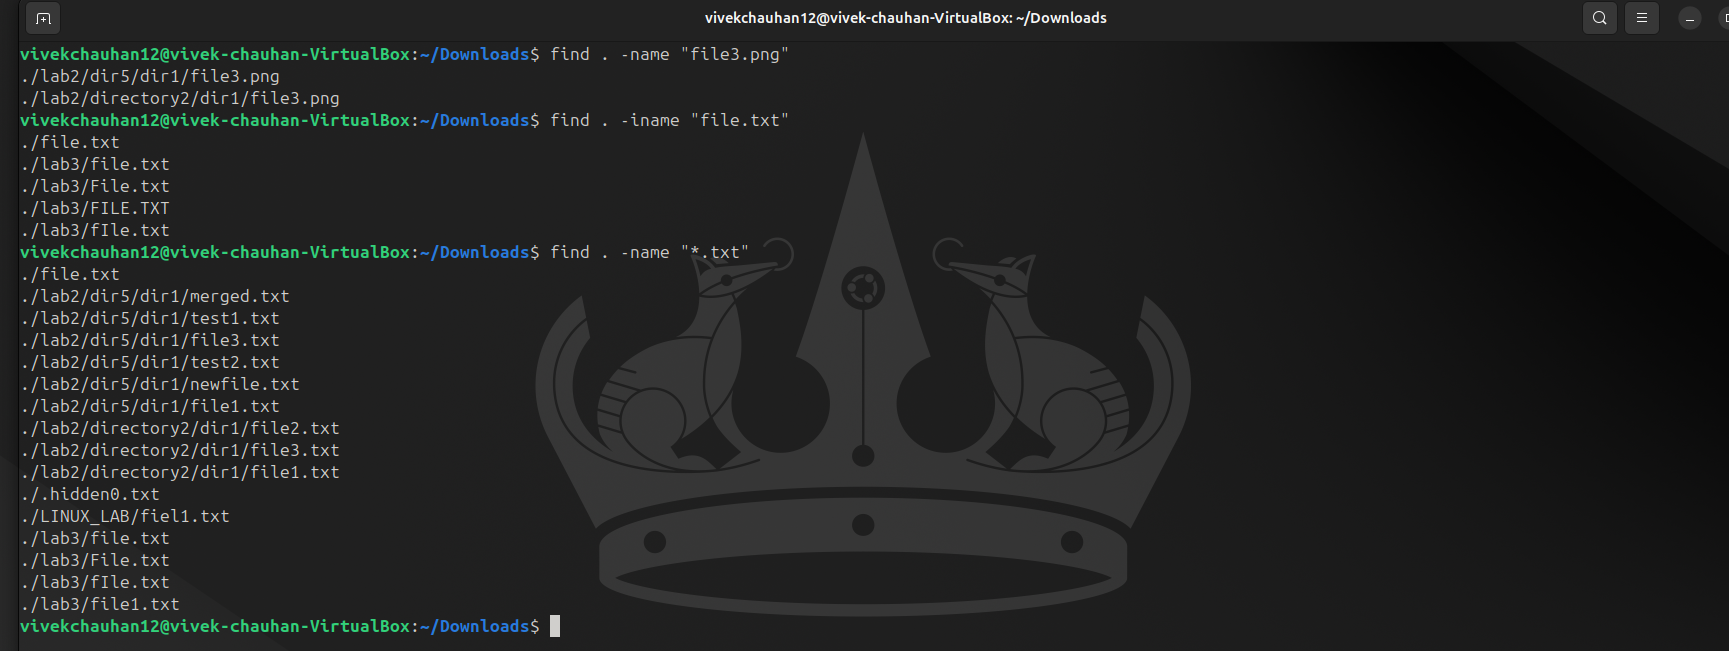 vivekchauhan12@vivek-chauhan-VirtualBox: ~/Downloads
vivekchauhan12@vivek-chauhan-VirtualBox:~/Downloads$ find . -name "file3.png"
./lab2/dir5/dir1/file3.png
./lab2/directory2/dir1/file3.png
vivekchauhan12@vivek-chauhan-VirtualBox:~/Downloads$ find . -iname "file.txt"
./file.txt
./lab3/file.txt
./lab3/File.txt
./lab3/FILE.TXT
./lab3/fIle.txt
vivekchauhan12@vivek-chauhan-VirtualBox:~/Downloads$ find . -name "*.txt"
./file.txt
./lab2/dir5/dir1/merged.txt
./lab2/dir5/dir1/test1.txt
./lab2/dir5/dir1/file3.txt
./lab2/dir5/dir1/test2.txt
./lab2/dir5/dir1/newfile.txt
./lab2/dir5/dir1/file1.txt
./lab2/directory2/dir1/file2.txt
./lab2/directory2/dir1/file3.txt
./lab2/directory2/dir1/file1.txt
./.hidden0.txt
./LINUX_LAB/fiel1.txt
./lab3/file.txt
./lab3/File.txt
./lab3/fIle.txt
./lab3/file1.txt
vivekchauhan12@vivek-chauhan-VirtualBox:~/Downloads$